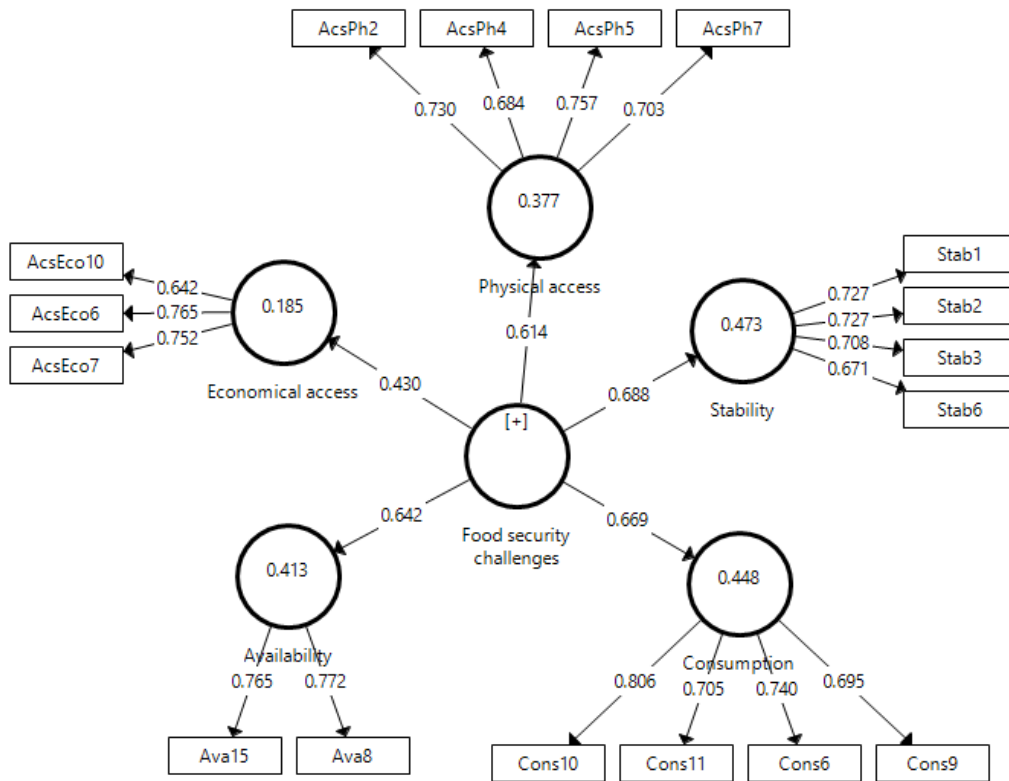 AcsPh2 AcsPh4 AcsPh5 AcsPh7
0.730 0.684 0.757 0.703
0.377
Physical access
AcsEco10
AcsEco6
AcsEco7
0.642
0.765
0.752
0.185
Economical access
Stab1
Stab2
Stab3
Stab6
0.727
0.727
0.708
0.671
0.473
Stability
0.614
0.430
0.688
[+]
Food security
challenges
0.642
0.669
0.413
Availability
0.765 0.772
Ava15 Ava8
0.448
Consumption
0.806 0.705 0.740 0.695
Cons10 Cons11 Cons6 Cons9